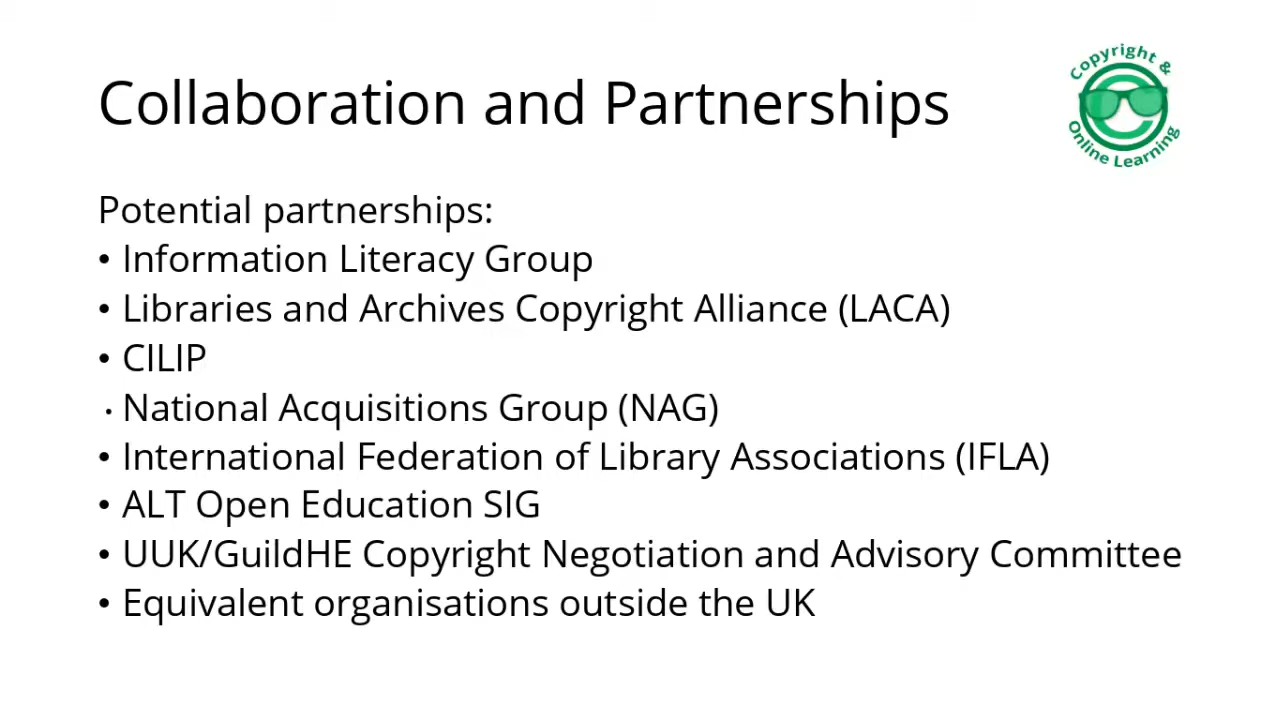 Collaboration and Partnerships
Copyright &
Online Learning
Potential partnerships:
• Information Literacy Group
• Libraries and Archives Copyright Alliance (LACA)
• CILIP
• National Acquisitions Group (NAG)
• International Federation of Library Associations (IFLA)
• ALT Open Education SIG
• UUK/GuildHE Copyright Negotiation and Advisory Committee
• Equivalent organisations outside the UK